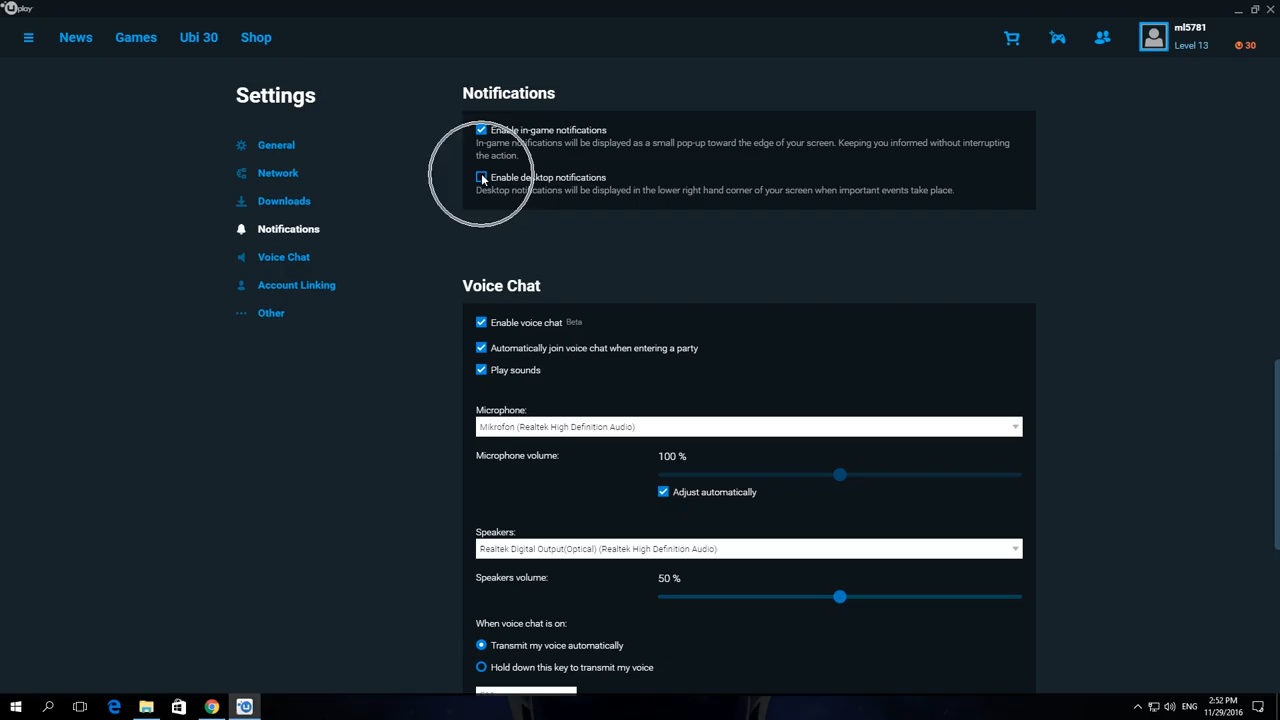 uplay
News Games Ubi 30 Shop
ml5781
Level 13 30
Settings
General
Network
Downloads
Notifications
Voice Chat
Account Linking
Other
Notifications
Enable in-game notifications
In-game notifications will be displayed as a small pop-up toward the edge of your screen. Keeping you informed without interrupting
the action.
Enable desktop notifications
Desktop notifications will be displayed in the lower right hand corner of your screen when important events take place.
Voice Chat
Enable voice chat Beta
Automatically join voice chat when entering a party
Play sounds
Microphone:
Mikrofon (Realtek High Definition Audio)
Microphone volume: 100 %
Adjust automatically
Speakers:
Realtek Digital Output(Optical) (Realtek High Definition Audio)
Speakers volume: 50 %
When voice chat is on:
Transmit my voice automatically
Hold down this key to transmit my voice
ENG
2:52 PM
11/29/2016